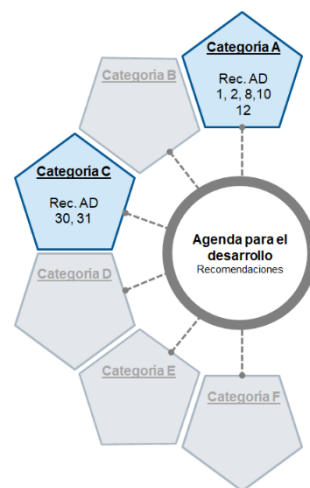 Categoría A
Rec. AD
1, 2, 8,10
12
Categoría B
Categoría C
Rec. AD
30, 31
Agenda para el
desarrollo
Recomendaciones
Categoría D
Categoría E
Categoría F